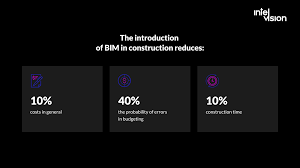 intel
vision
The introduction
of BIM in construction reduces:
10%
costs in general
40%
the probability of errors
in budgeting
10%
construction time